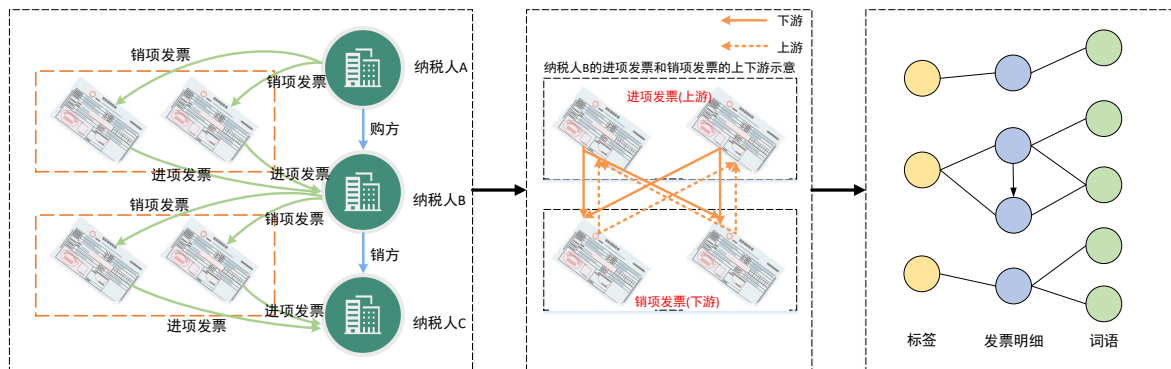 销项发票
销项发票
纳税人A
购方
进项发票
进项发票
纳税人B
销项发票
销项发票
销方
进项发票
进项发票
纳税人C
下游
上游
纳税人B的进项发票和销项发票的上下游示意
进项发票(上游)
销项发票(下游)
标签
发票明细
词语